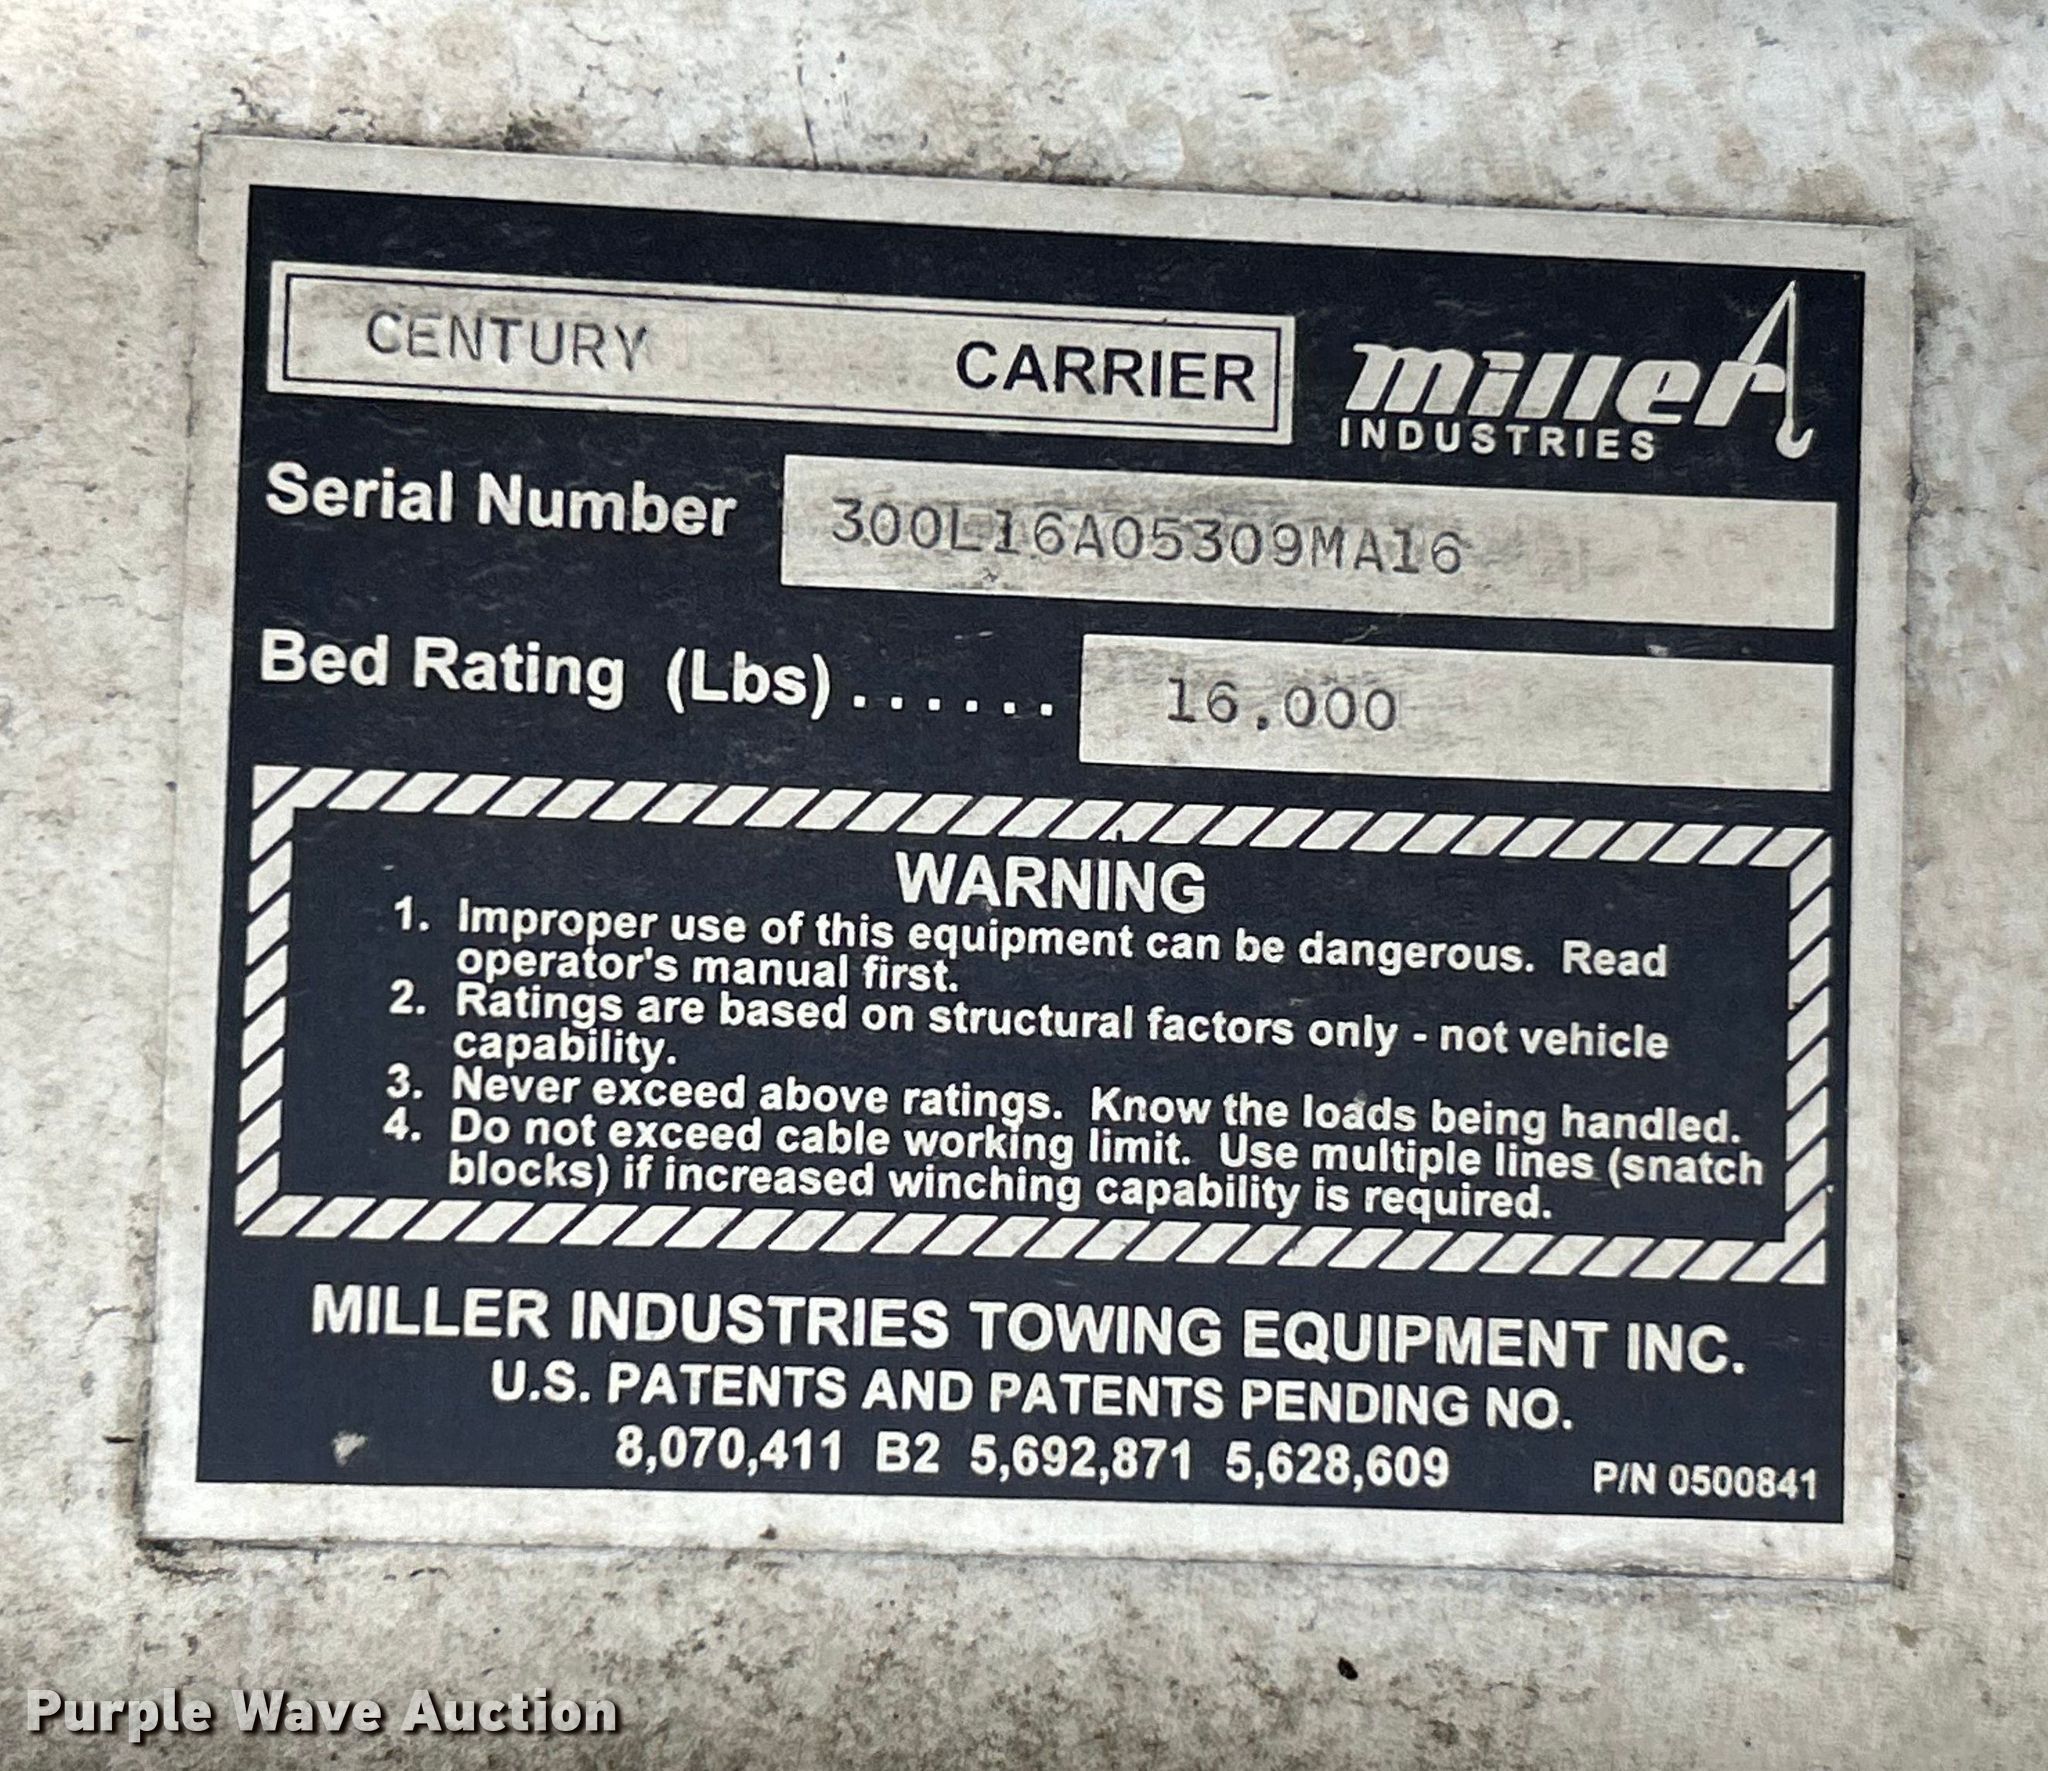 CENTURY CARRIER
miller
INDUSTRIES
Serial Number 300L16A05309MA16
Bed Rating (Lbs) ...... 16.000
WARNING
1. Improper use of this equipment can be dangerous. Read
operator's manual first.
2. Ratings are based on structural factors only - not vehicle
capability.
3. Never exceed above ratings. Know the loads being handled.
4. Do not exceed cable working limit. Use multiple lines (snatch
blocks) if increased winching capability is required.
MILLER INDUSTRIES TOWING EQUIPMENT INC.
U.S. PATENTS AND PATENTS PENDING NO.
8,070,411 B2 5,692,871 5,628,609
P/N 0500841
Purple Wave Auction